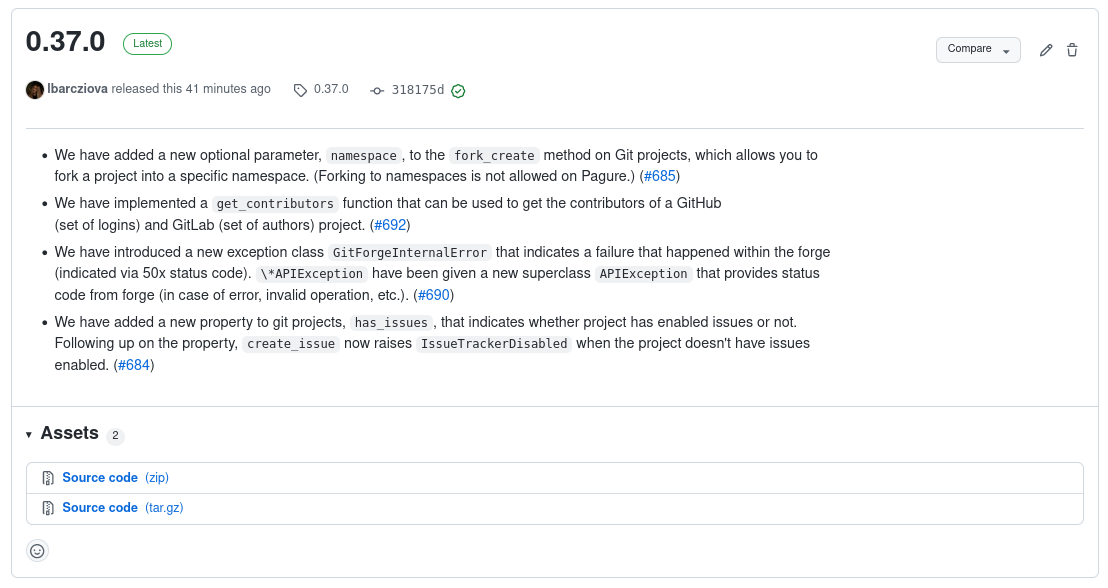 0.37.0 Latest
Compare
lbarcziova released this 41 minutes ago 0.37.0 318175d
• We have added a new optional parameter, namespace, to the fork_create method on Git projects, which allows you to
fork a project into a specific namespace. (Forking to namespaces is not allowed on Pagure.) (#685)
• We have implemented a get_contributors function that can be used to get the contributors of a GitHub
(set of logins) and GitLab (set of authors) project. (#692)
• We have introduced a new exception class GitForgeInternalError that indicates a failure that happened within the forge
(indicated via 50x status code). \*APIException have been given a new superclass APIException that provides status
code from forge (in case of error, invalid operation, etc.). (#690)
• We have added a new property to git projects, has_issues, that indicates whether project has enabled issues or not.
Following up on the property, create_issue now raises IssueTrackerDisabled when the project doesn't have issues
enabled. (#684)
Assets 2
Source code (zip)
Source code (tar.gz)